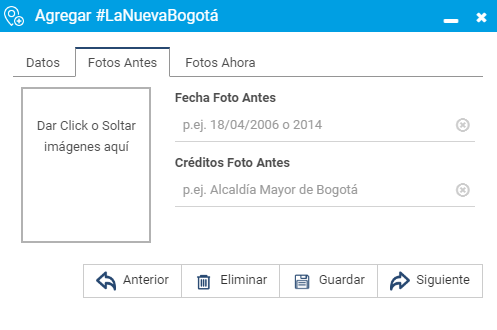 Agregar #LaNuevaBogotá
Datos
Fotos Antes
Fotos Ahora
Dar Click o Soltar
imágenes aquí
Fecha Foto Antes
p.ej. 18/04/2006 o 2014
Créditos Foto Antes
p.ej. Alcaldía Mayor de Bogotá
Anterior
Eliminar
Guardar
Siguiente